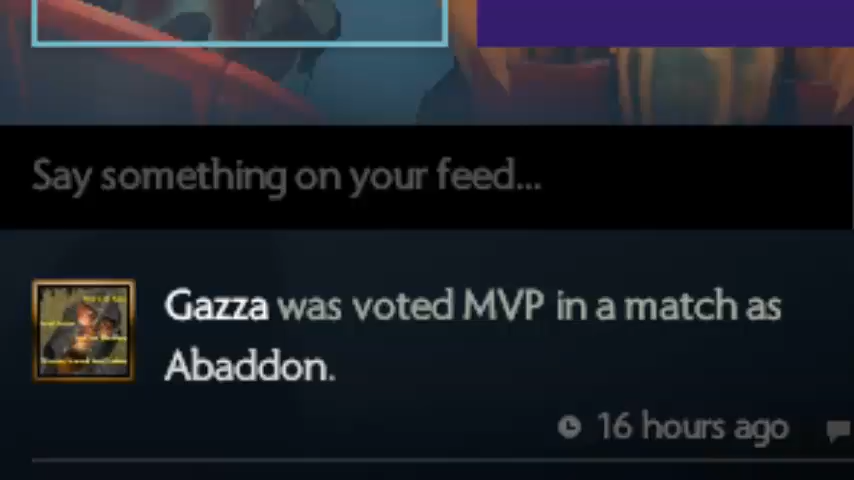 Say something on your feed...
Gazza was voted MVP in a match as
Abaddon.
16 hours ago